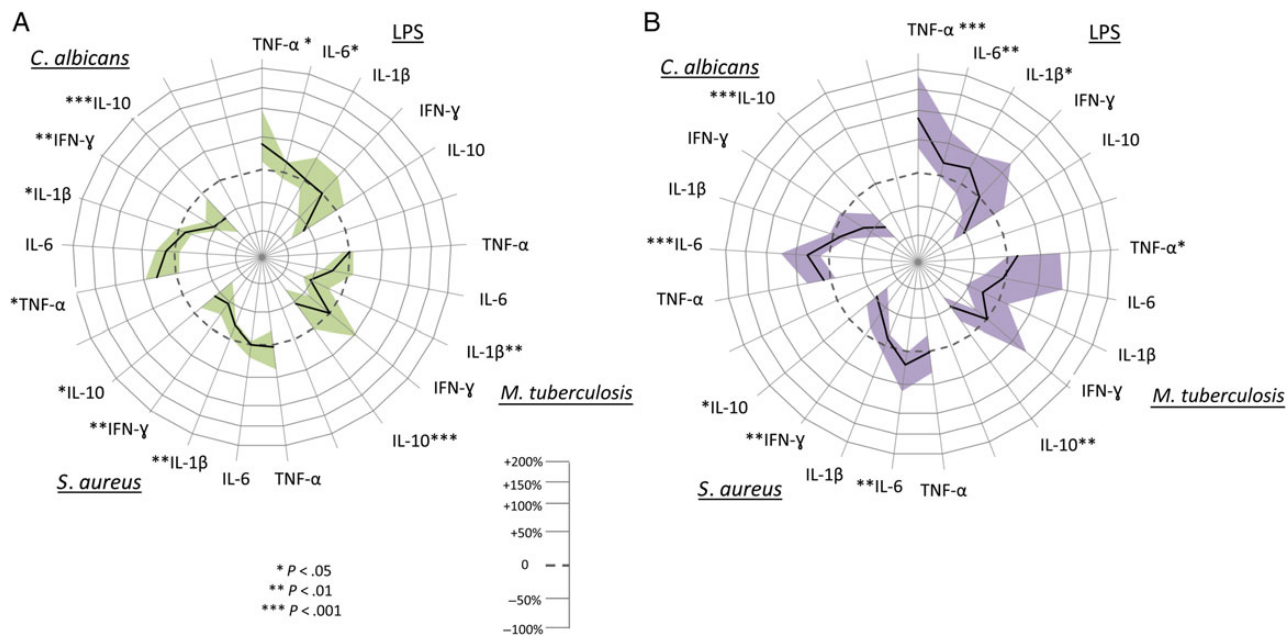 A
LPS
C. albicans
TNF-α *
IL-6*
IL-1β
IFN-ɣ
IL-10
TNF-α
IL-6
IL-1β**
IFN-ɣ
M. tuberculosis
IL-10***
TNF-α
IL-6
**IL-1β
**IFN-ɣ
*IL-10
S. aureus
*TNF-α
IL-6
*IL-1β
**IFN-ɣ
***IL-10
* P < .05
** P < .01
*** P < .001
+200%
+150%
+100%
+50%
0
−50%
−100%
B
LPS
C. albicans
TNF-α ***
IL-6**
IL-1β*
IFN-ɣ
IL-10
TNF-α*
IL-6
IL-1β
IFN-ɣ
M. tuberculosis
IL-10**
TNF-α
**IL-6
IL-1β
**IFN-ɣ
*IL-10
S. aureus
TNF-α
***IL-6
IL-1β
IFN-ɣ
***IL-10